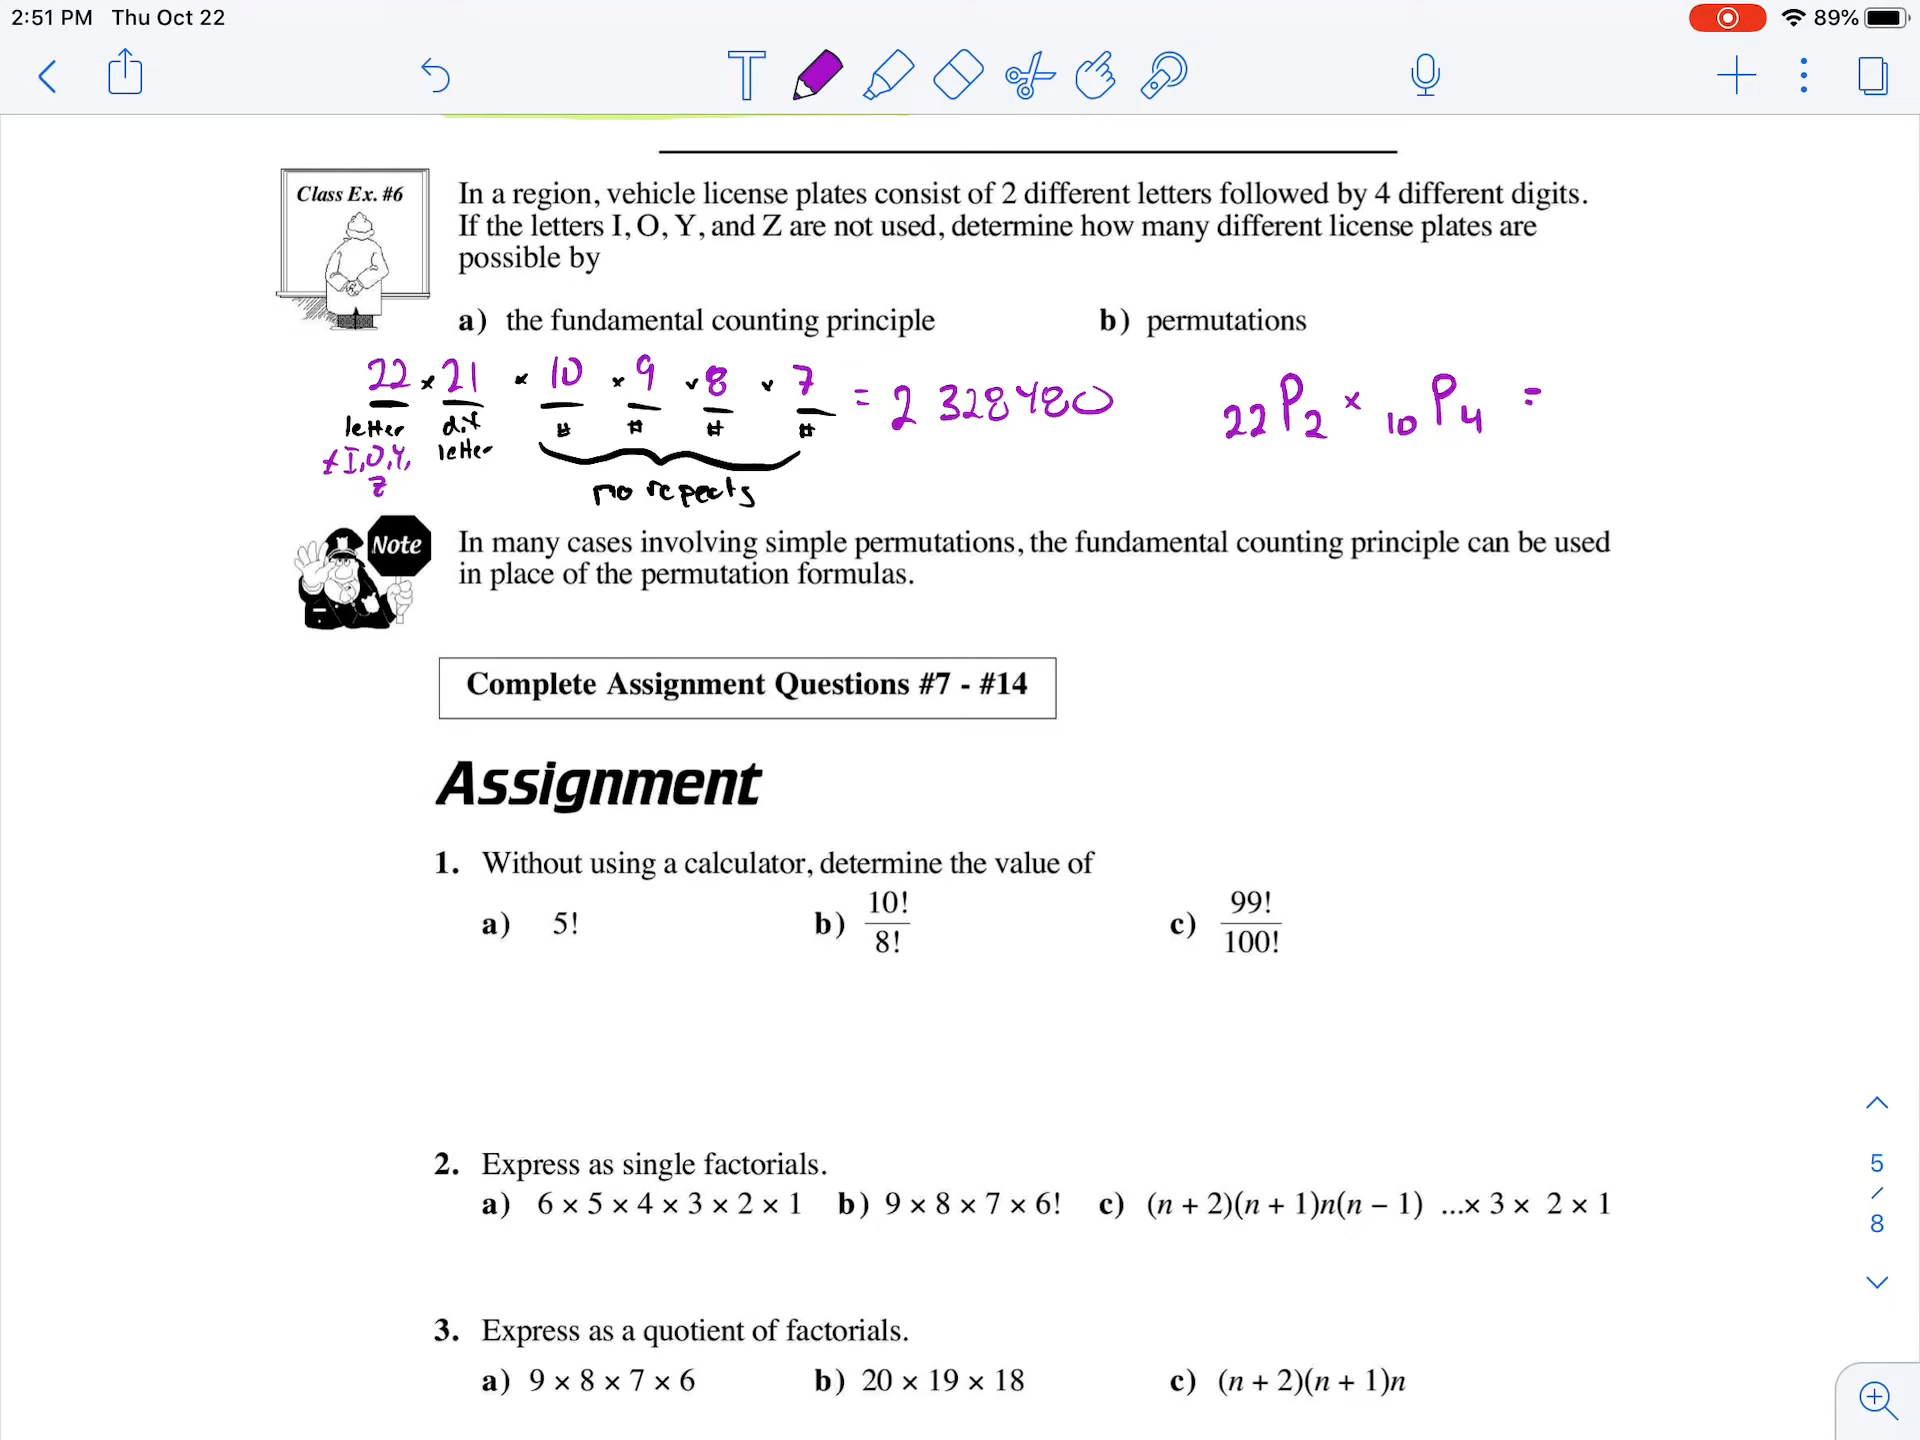 2:51 PM Thu Oct 22
89%
Class Ex. #6
In a region, vehicle license plates consist of 2 different letters followed by 4 different digits.
If the letters I, O, Y, and Z are not used, determine how many different license plates are
possible by
a) the fundamental counting principle
b) permutations
22 × 21 × 10 × 9 × 8 × 7 = 2 328480
letter dif # # # #
≠ I,O,Y, letter
Z
no repeats
22P2 × 10P4 =
Note
In many cases involving simple permutations, the fundamental counting principle can be used
in place of the permutation formulas.
Complete Assignment Questions #7 - #14
Assignment
1. Without using a calculator, determine the value of
a) 5! b) 10!/8! c) 99!/100!
2. Express as single factorials.
a) 6 × 5 × 4 × 3 × 2 × 1 b) 9 × 8 × 7 × 6! c) (n + 2)(n + 1)n(n − 1) ...× 3 × 2 × 1
3. Express as a quotient of factorials.
a) 9 × 8 × 7 × 6 b) 20 × 19 × 18 c) (n + 2)(n + 1)n
5
/
8